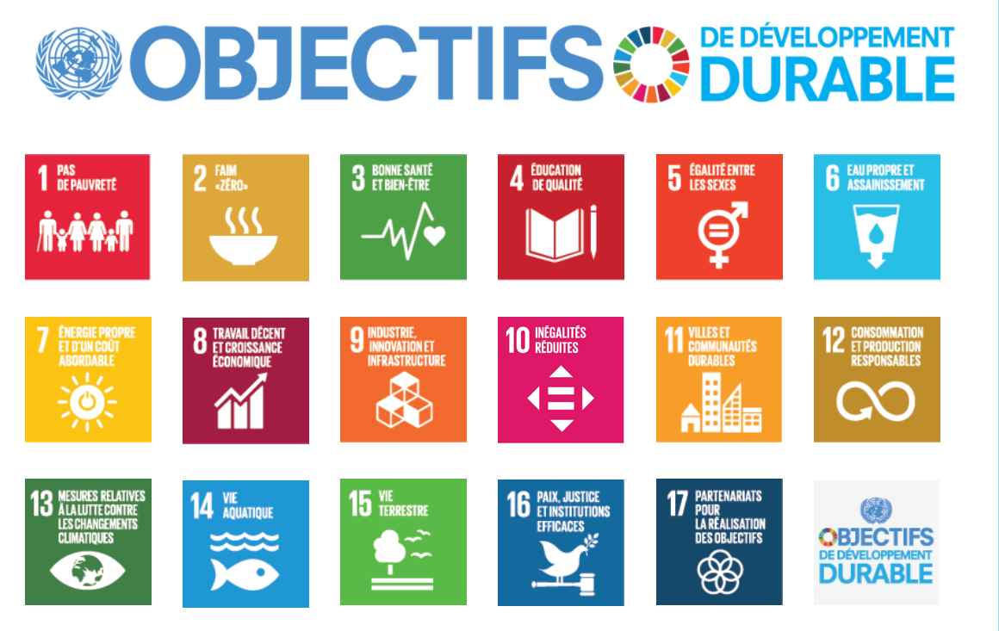 OBJECTIFS
DE DÉVELOPPEMENT
DURABLE
1 PAS
DE PAUVRETÉ
2 FAIM
«ZÉRO»
3 BONNE SANTÉ
ET BIEN-ÊTRE
4 ÉDUCATION
DE QUALITÉ
5 ÉGALITÉ ENTRE
LES SEXES
6 EAU PROPRE ET
ASSAINISSEMENT
7 ÉNERGIE PROPRE
ET D'UN COÛT
ABORDABLE
8 TRAVAIL DÉCENT
ET CROISSANCE
ÉCONOMIQUE
9 INDUSTRIE,
INNOVATION ET
INFRASTRUCTURE
10 INÉGALITÉS
RÉDUITES
11 VILLES ET
COMMUNAUTÉS
DURABLES
12 CONSOMMATION
ET PRODUCTION
RESPONSABLES
13 MESURES RELATIVES
À LA LUTTE CONTRE
LES CHANGEMENTS
CLIMATIQUES
14 VIE
AQUATIQUE
15 VIE
TERRESTRE
16 PAIX, JUSTICE
ET INSTITUTIONS
EFFICACES
17 PARTENARIATS
POUR
LA RÉALISATION
DES OBJECTIFS
OBJECTIFS
DE DÉVELOPPEMENT
DURABLE